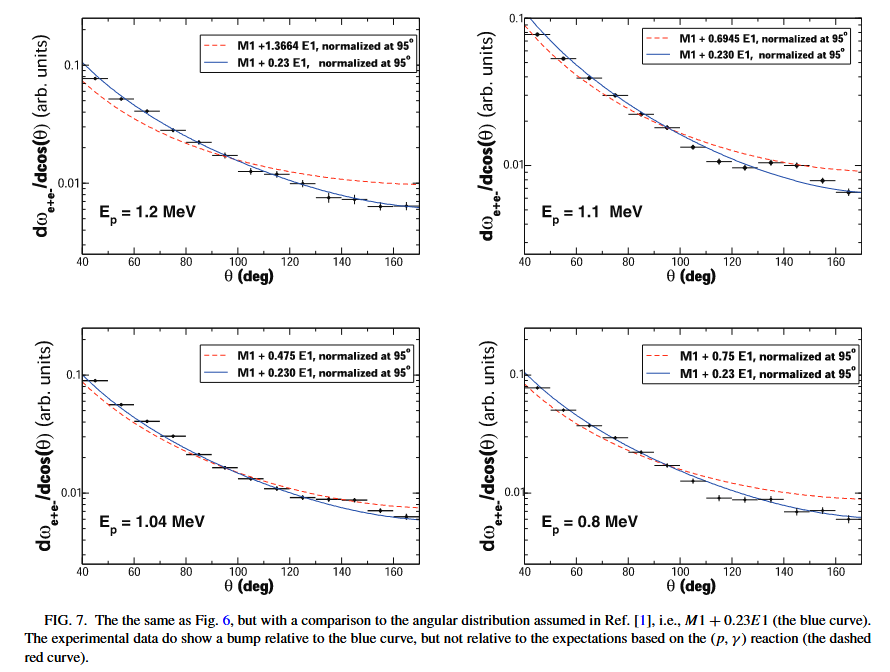 M1 +1.3664 E1, normalized at 95°
M1 + 0.23 E1, normalized at 95°
0.1
0.01
dω e+e-/dcos(θ) (arb. units)
E p = 1.2 MeV
40 60 80 100 120 140 160
θ (deg)
M1 + 0.6945 E1, normalized at 95°
M1 + 0.230 E1, normalized at 95°
0.1
0.01
dω e+e-/dcos(θ) (arb. units)
E p = 1.1 MeV
40 60 80 100 120 140 160
θ (deg)
M1 + 0.475 E1, normalized at 95°
M1 + 0.230 E1, normalized at 95°
0.1
0.01
dω e+e-/dcos(θ) (arb. units)
E p = 1.04 MeV
40 60 80 100 120 140 160
θ (deg)
M1 + 0.75 E1, normalized at 95°
M1 + 0.23 E1, normalized at 95°
0.1
0.01
dω e+e-/dcos(θ) (arb. units)
E p = 0.8 MeV
40 60 80 100 120 140 160
θ (deg)
FIG. 7. The the same as Fig. 6, but with a comparison to the angular distribution assumed in Ref. [1], i.e., M1 + 0.23E1 (the blue curve).
The experimental data do show a bump relative to the blue curve, but not relative to the expectations based on the (p, γ) reaction (the dashed
red curve).